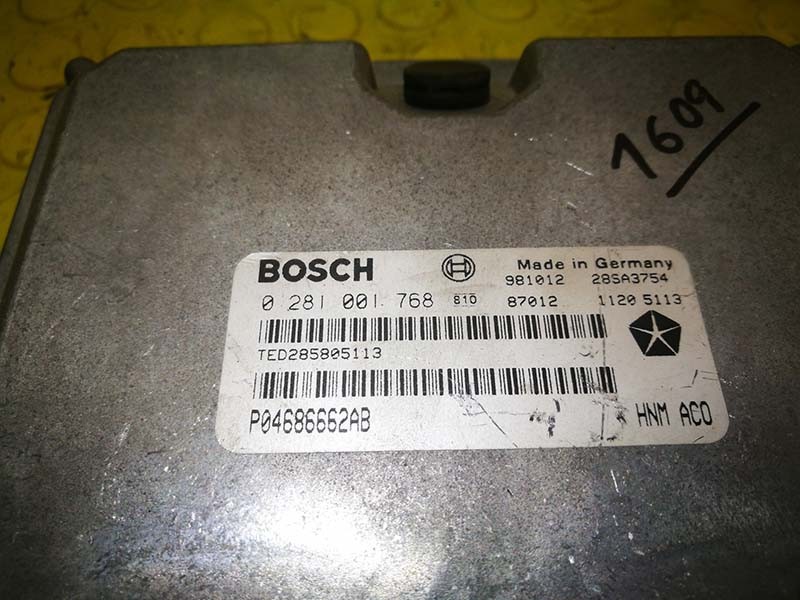 1609
BOSCH Made in Germany
981012 28SA3754
0 281 001 768 810 87012 1120 5113
TED285805113
P04686662AB HNM ACO